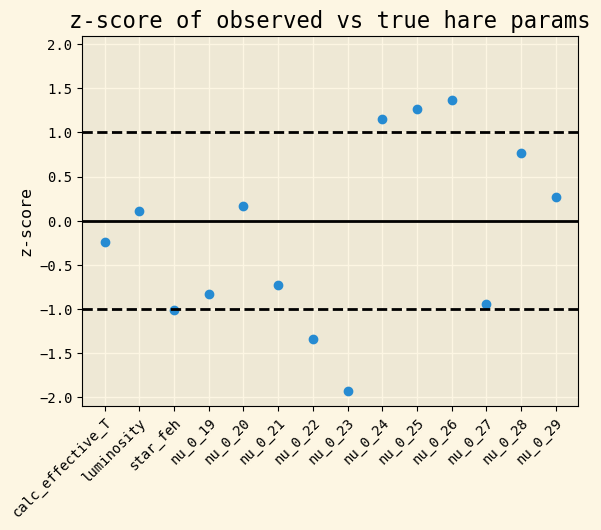 z-score of observed vs true hare params
2.0
1.5
1.0
0.5
0.0
−0.5
−1.0
−1.5
−2.0
z-score
calc_effective_T
luminosity
star_feh
nu_0_19
nu_0_20
nu_0_21
nu_0_22
nu_0_23
nu_0_24
nu_0_25
nu_0_26
nu_0_27
nu_0_28
nu_0_29